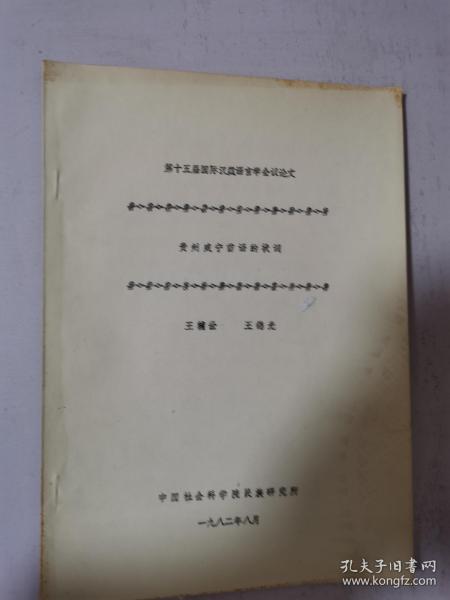 第十五届国际汉藏语言学会议论文
贵州威宁苗语的状词
王辅世 王德光
中国社会科学院民族研究所
一九八二年八月
孔夫子旧书网
www.kongfz.com